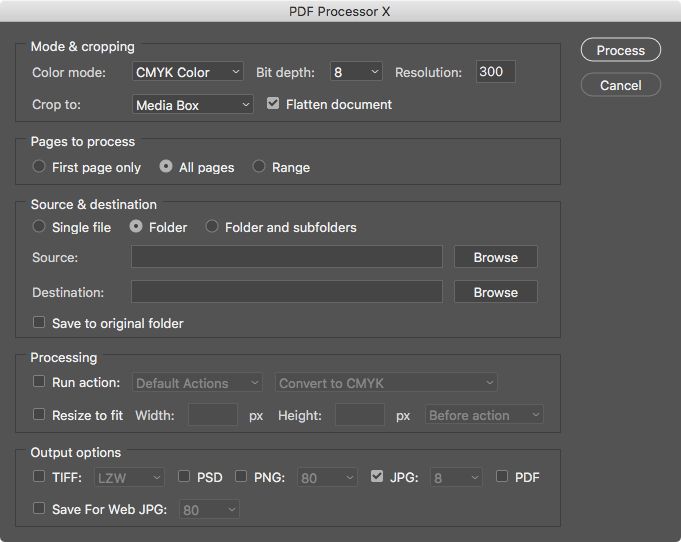 PDF Processor X
Mode & cropping
Color mode: CMYK Color Bit depth: 8 Resolution: 300
Process
Cancel
Crop to: Media Box Flatten document
Pages to process
First page only All pages Range
Source & destination
Single file Folder Folder and subfolders
Source: Browse
Destination: Browse
Save to original folder
Processing
Run action: Default Actions Convert to CMYK
Resize to fit Width: px Height: px Before action
Output options
TIFF: LZW PSD PNG: 80 JPG: 8 PDF
Save For Web JPG: 80